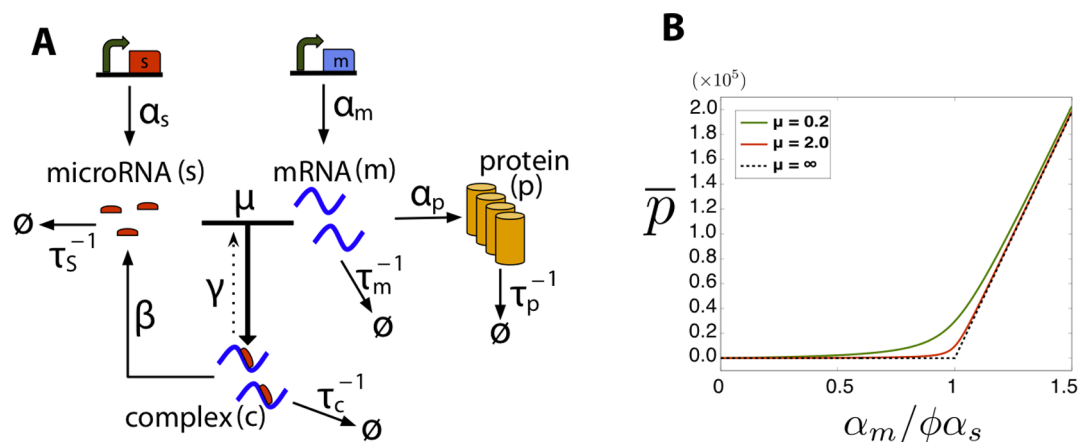 A
s
m
αs
αm
microRNA (s)
mRNA (m)
protein
(p)
μ
αp
ø
τS⁻¹
γ
τm⁻¹
ø
τp⁻¹
ø
β
complex (c)
τc⁻¹
ø
B
(×10⁵)
2.0
1.8
1.6
1.4
1.2
1.0
0.8
0.6
0.4
0.2
0.0
μ = 0.2
μ = 2.0
μ = ∞
p̅
0
0.5
1
1.5
αm/ϕαs